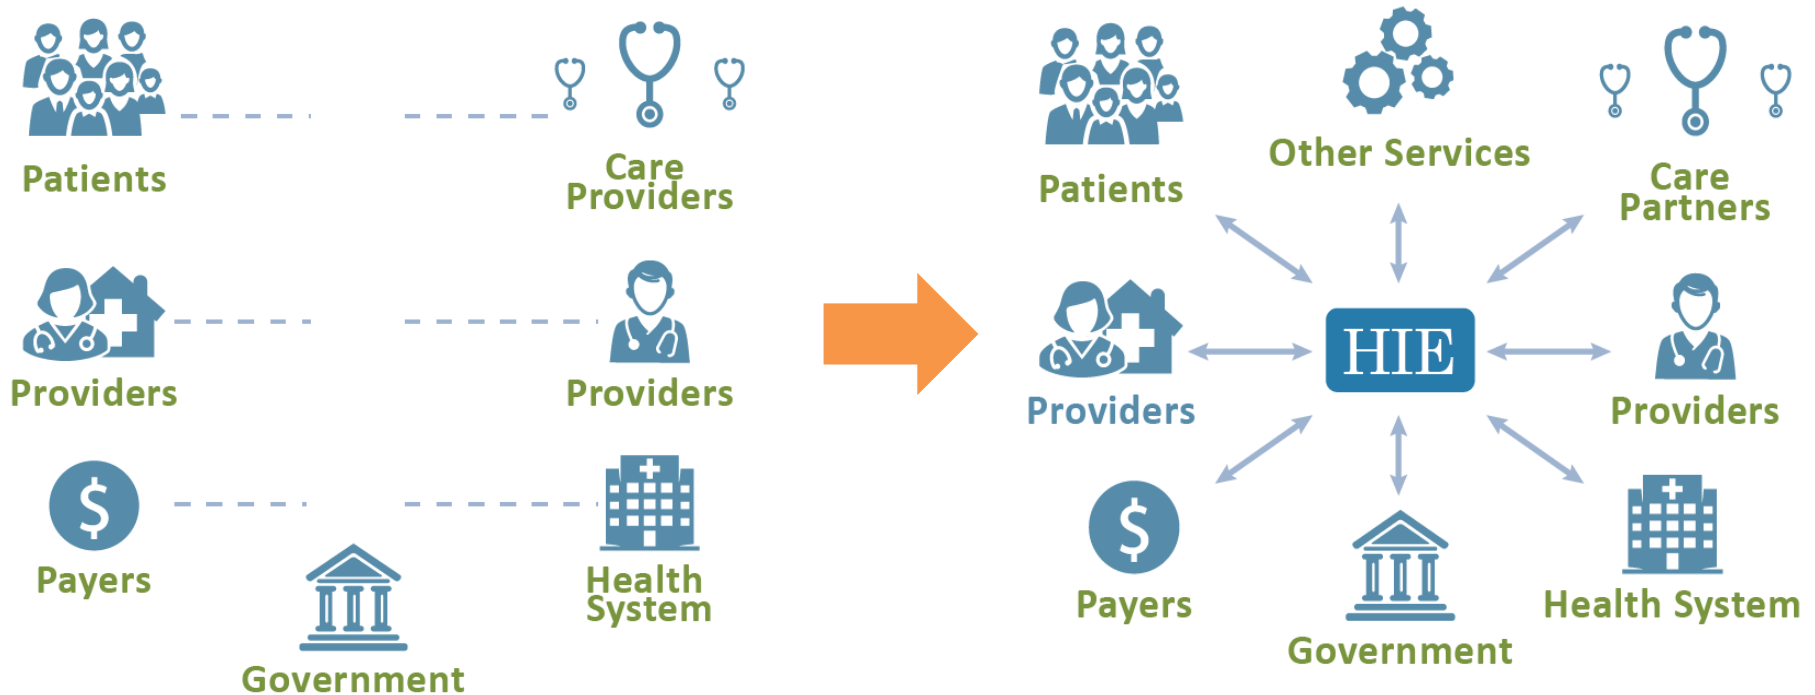 Patients
Care
Providers
Providers
Providers
$
Payers
Health
System
Government
Patients
Other Services
Care
Partners
Providers
HIE
Providers
$
Payers
Government
Health System